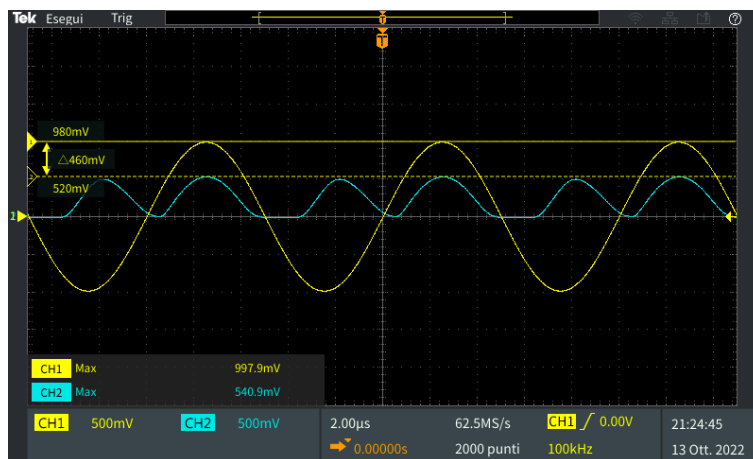 Tek Esegui Trig
T
T
980mV
△460mV
520mV
2
CH1 Max 997.9mV
CH2 Max 540.9mV
CH1 500mV CH2 500mV 2.00µs 62.5MS/s CH1 0.00V 21:24:45
0.00000s 2000 punti 100kHz 13 Ott. 2022